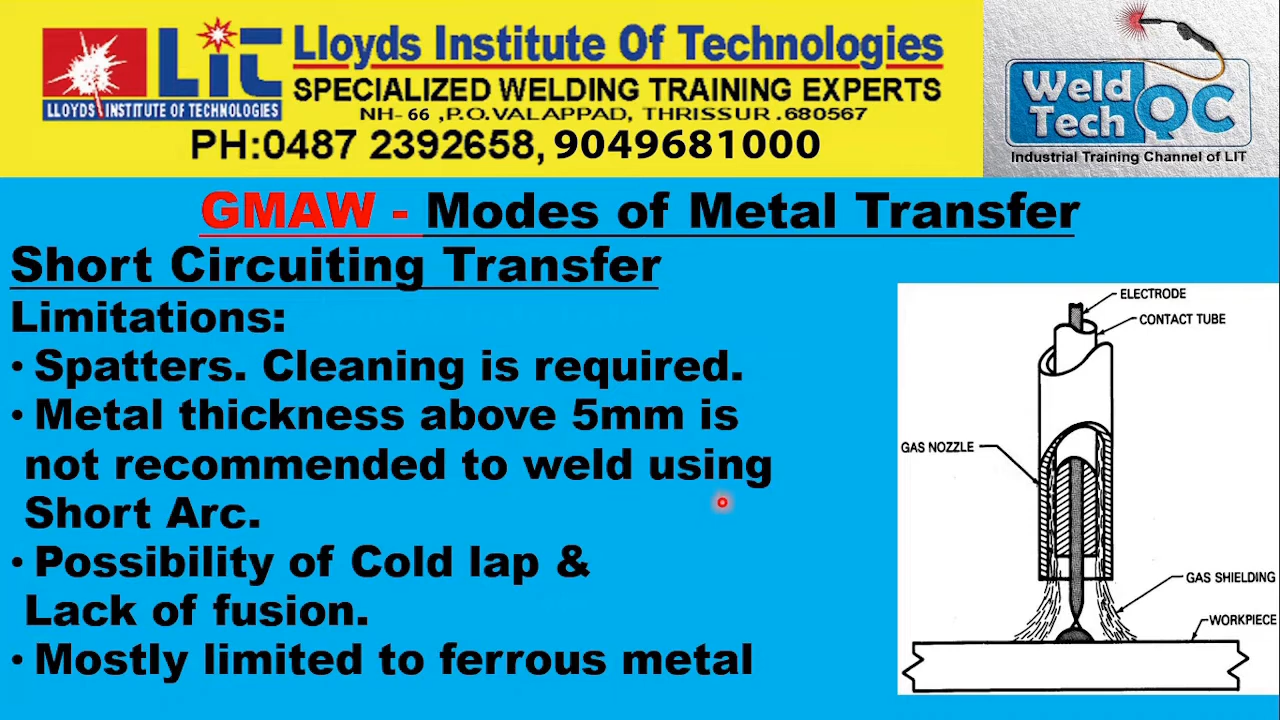 LIT
LLOYDS INSTITUTE OF TECHNOLOGIES
Lloyds Institute Of Technologies
SPECIALIZED WELDING TRAINING EXPERTS
NH- 66 ,P.O.VALAPPAD, THRISSUR .680567
PH:0487 2392658, 9049681000
Weld
Tech QC
Industrial Training Channel of LIT
GMAW - Modes of Metal Transfer
Short Circuiting Transfer
Limitations:
• Spatters. Cleaning is required.
• Metal thickness above 5mm is
not recommended to weld using
Short Arc.
• Possibility of Cold lap &
Lack of fusion.
• Mostly limited to ferrous metal
ELECTRODE
CONTACT TUBE
GAS NOZZLE
GAS SHIELDING
WORKPIECE